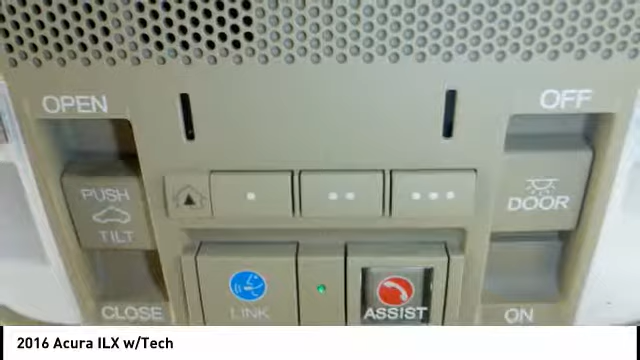 OPEN
OFF
PUSH
TILT
DOOR
LINK
ASSIST
CLOSE
ON
2016 Acura ILX w/Tech